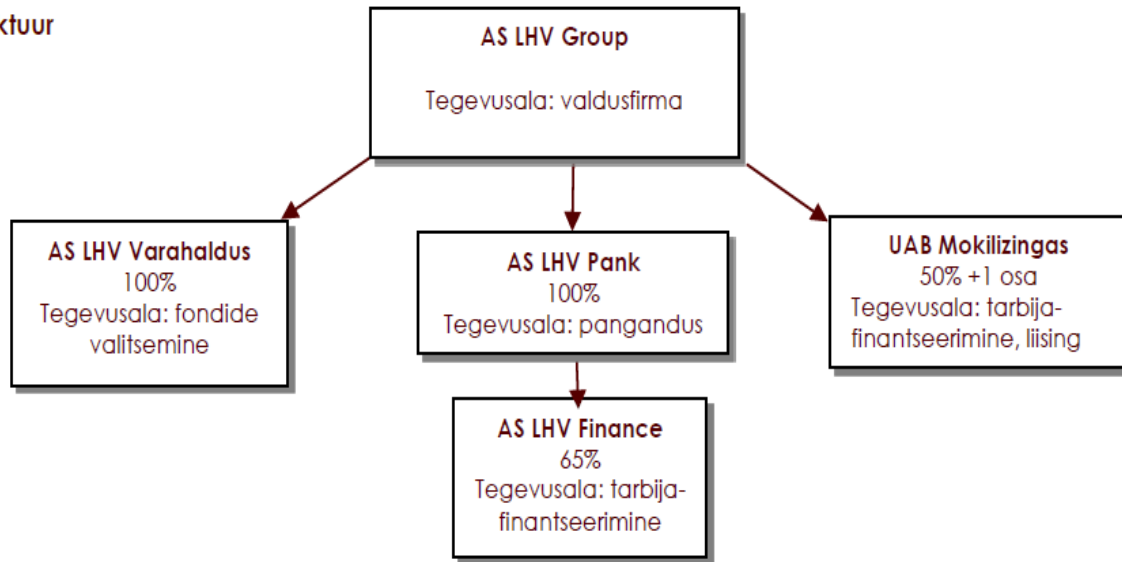 ktuur
AS LHV Group
Tegevusala: valdusfirma
AS LHV Varahaldus
100%
Tegevusala: fondide
valitsemine
AS LHV Pank
100%
Tegevusala: pangandus
UAB Mokilizingas
50% +1 osa
Tegevusala: tarbija-
finantseerimine, liising
AS LHV Finance
65%
Tegevusala: tarbija-
finantseerimine